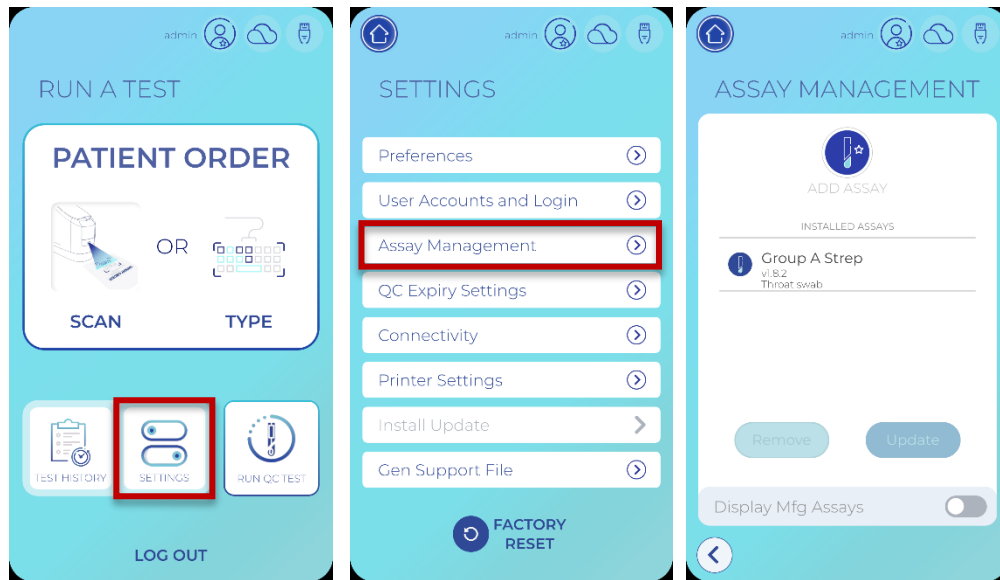 admin
RUN A TEST
PATIENT ORDER
OR
SCAN
TYPE
TEST HISTORY
SETTINGS
RUN QC TEST
LOG OUT
admin
SETTINGS
Preferences
User Accounts and Login
Assay Management
QC Expiry Settings
Connectivity
Printer Settings
Install Update
Gen Support File
FACTORY
RESET
admin
ASSAY MANAGEMENT
ADD ASSAY
INSTALLED ASSAYS
Group A Strep
v1.8.2
Throat swab
Remove
Update
Display Mfg Assays